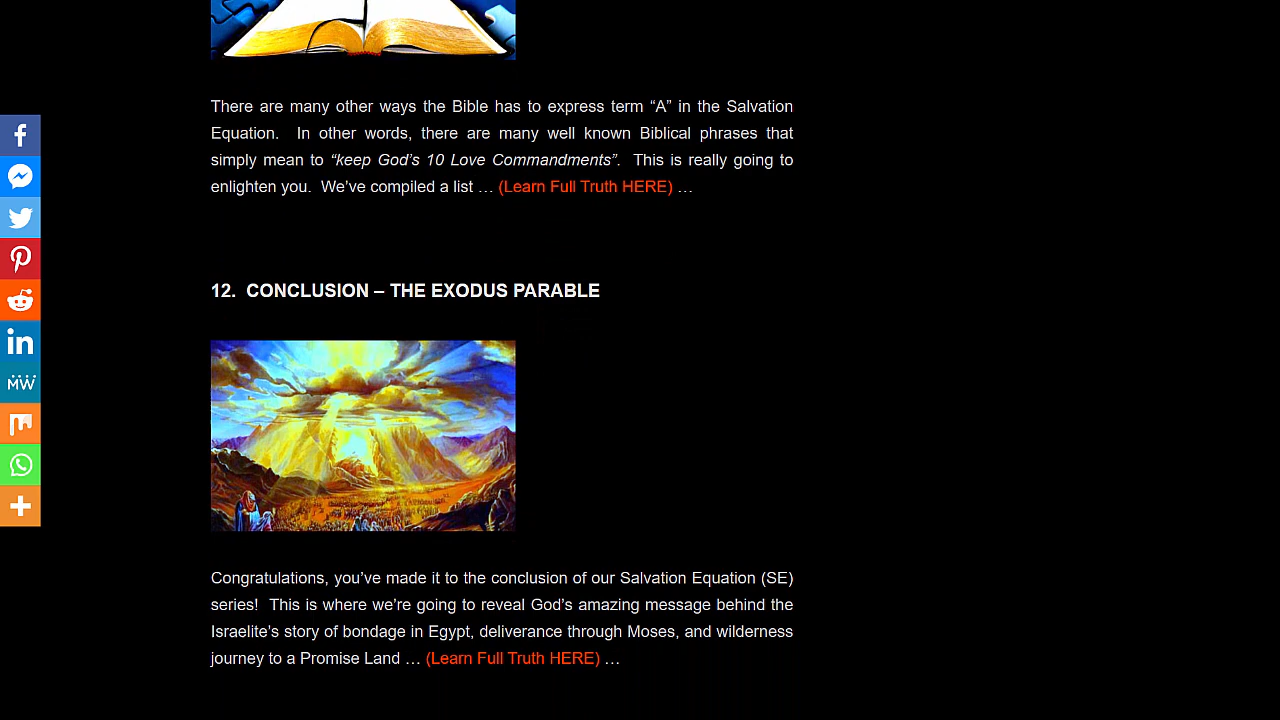 There are many other ways the Bible has to express term “A” in the Salvation
Equation.  In other words, there are many well known Biblical phrases that
simply mean to “keep God’s 10 Love Commandments”.  This is really going to
enlighten you.  We’ve compiled a list … (Learn Full Truth HERE) …
12.  CONCLUSION – THE EXODUS PARABLE
Congratulations, you’ve made it to the conclusion of our Salvation Equation (SE)
series!  This is where we’re going to reveal God’s amazing message behind the
Israelite’s story of bondage in Egypt, deliverance through Moses, and wilderness
journey to a Promise Land … (Learn Full Truth HERE) …
in
MW